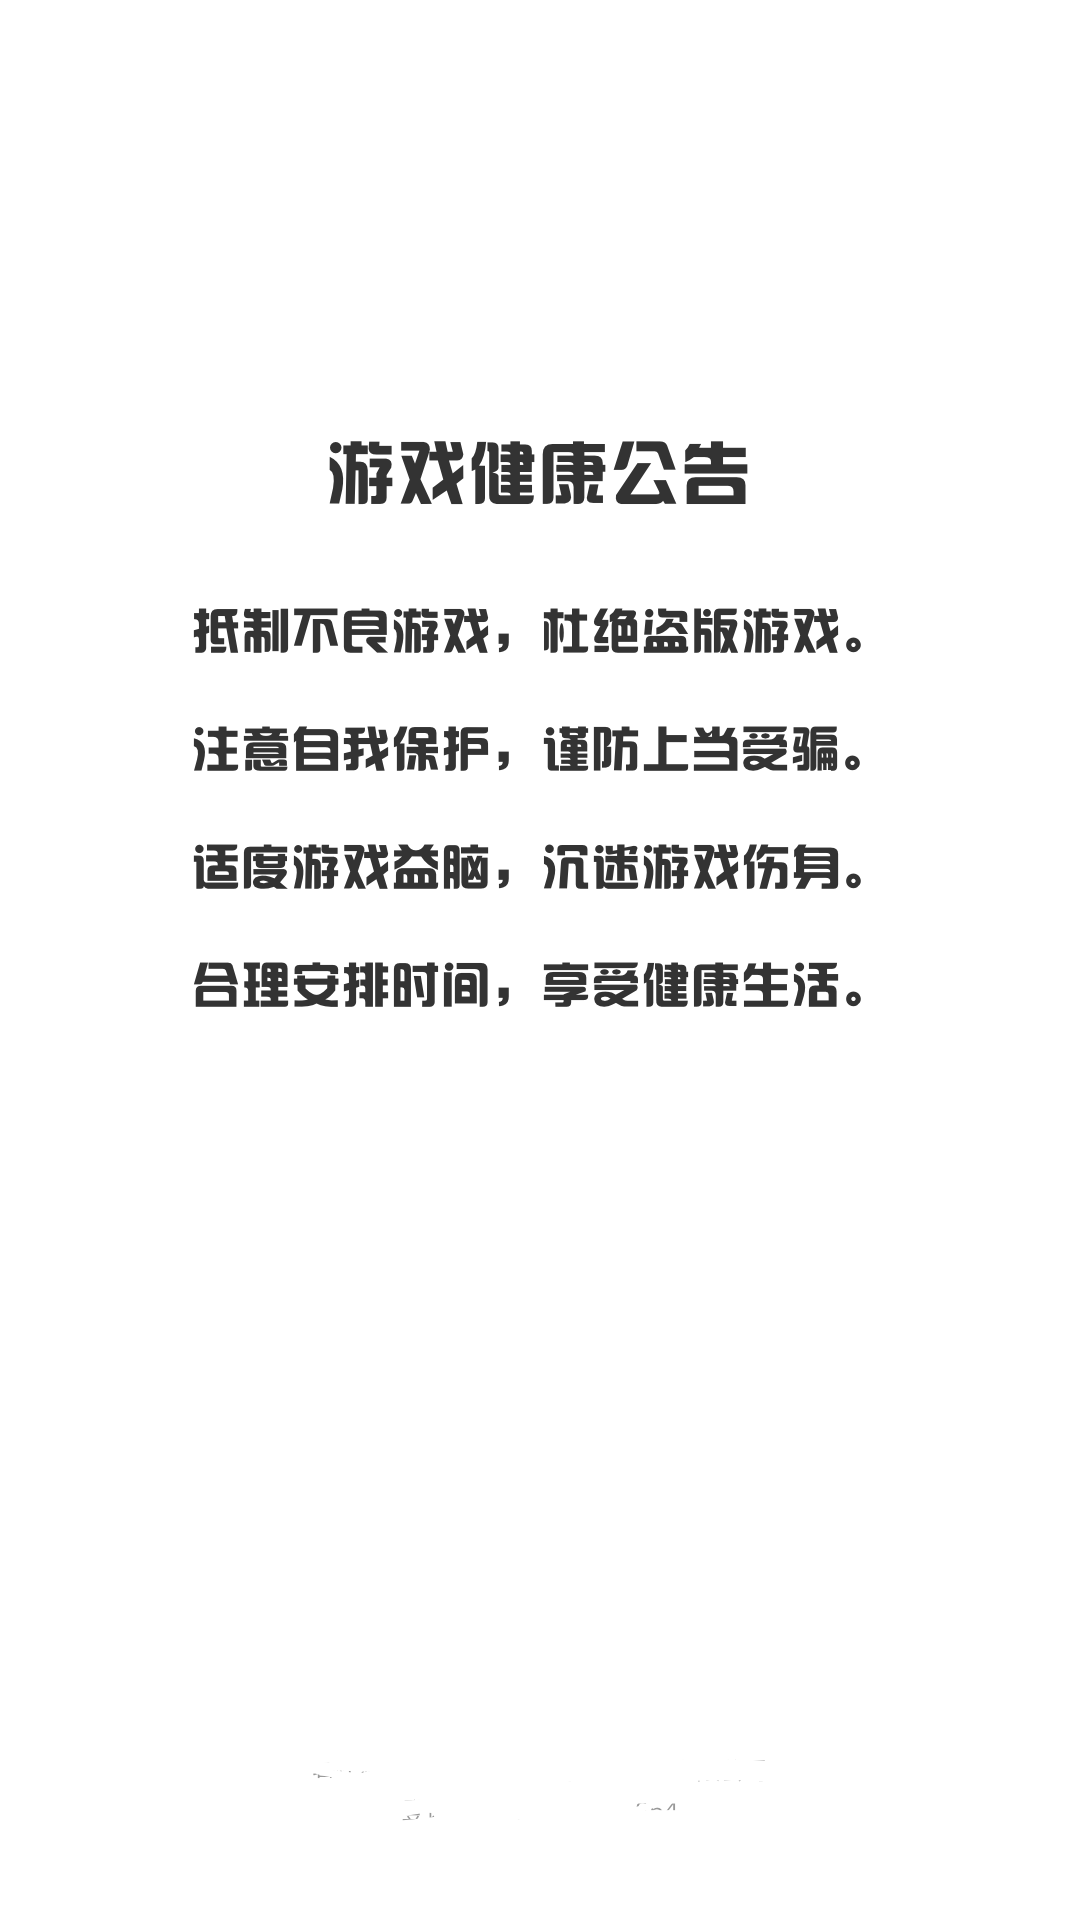 游戏健康公告
抵制不良游戏，杜绝盗版游戏。
注意自我保护，谨防上当受骗。
适度游戏益脑，沉迷游戏伤身。
合理安排时间，享受健康生活。